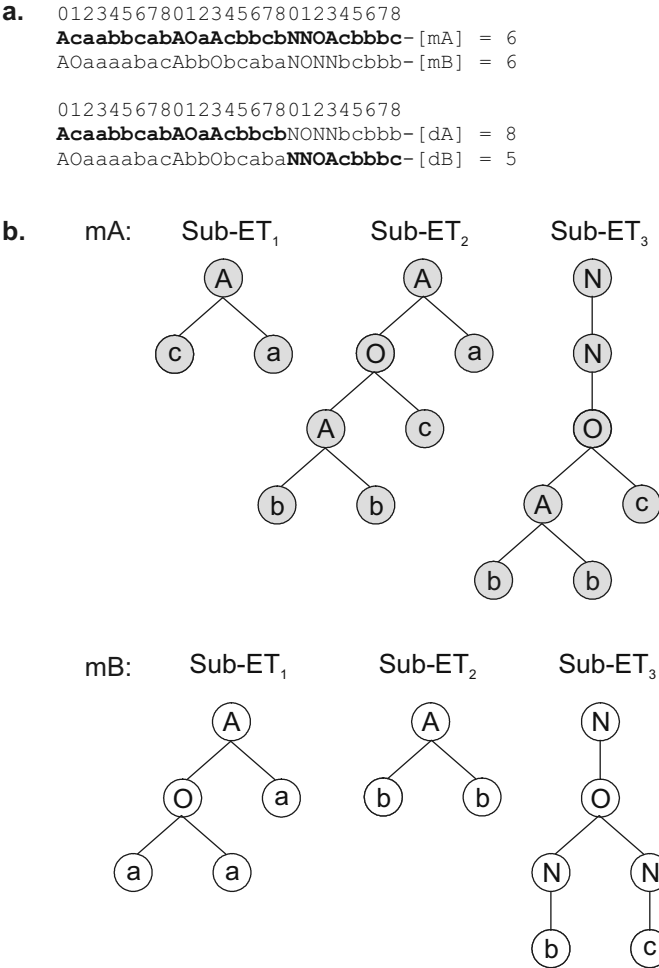 a. 012345678012345678012345678
AcaabbcabAOaAcbbcbNNOAcbbbc-[mA] = 6
AOaaaabacAbbObcabaNONNbcbbb-[mB] = 6
012345678012345678012345678
AcaabbcabAOaAcbbcbNONNbcbbb-[dA] = 8
AOaaaabacAbbObcabaNNOAcbbbc-[dB] = 5
b. mA: Sub-ET₁ Sub-ET₂ Sub-ET₃
A A N
c a O a N
A c O
b b A c
b b
mB: Sub-ET₁ Sub-ET₂ Sub-ET₃
A A N
O a b b O
a a N N
b c